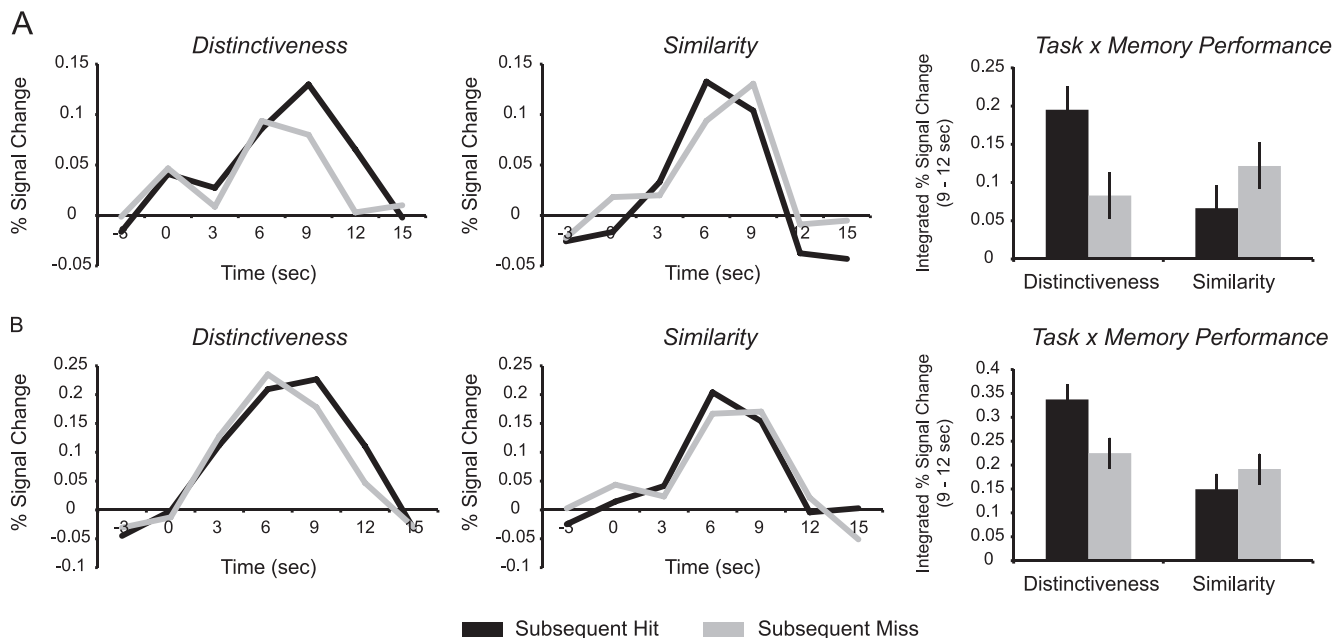 A
Distinctiveness
% Signal Change
0.15
0.1
0.05
0
-0.05
-3 0 3 6 9 12 15
Time (sec)
Similarity
% Signal Change
0.15
0.1
0.05
0
-0.05
-3 0 3 6 9 12 15
Time (sec)
Task x Memory Performance
Integrated % Signal Change
(9 - 12 sec)
0.25
0.2
0.15
0.1
0.05
0
Distinctiveness Similarity
B
Distinctiveness
% Signal Change
0.25
0.2
0.15
0.1
0.05
0
-0.05
-0.1
-3 0 3 6 9 12 15
Time (sec)
Similarity
% Signal Change
0.25
0.2
0.15
0.1
0.05
0
-0.05
-0.1
-3 0 3 6 9 12 15
Time (sec)
Task x Memory Performance
Integrated % Signal Change
(9 - 12 sec)
0.4
0.35
0.3
0.25
0.2
0.15
0.1
0.05
0
Distinctiveness Similarity
Subsequent Hit Subsequent Miss